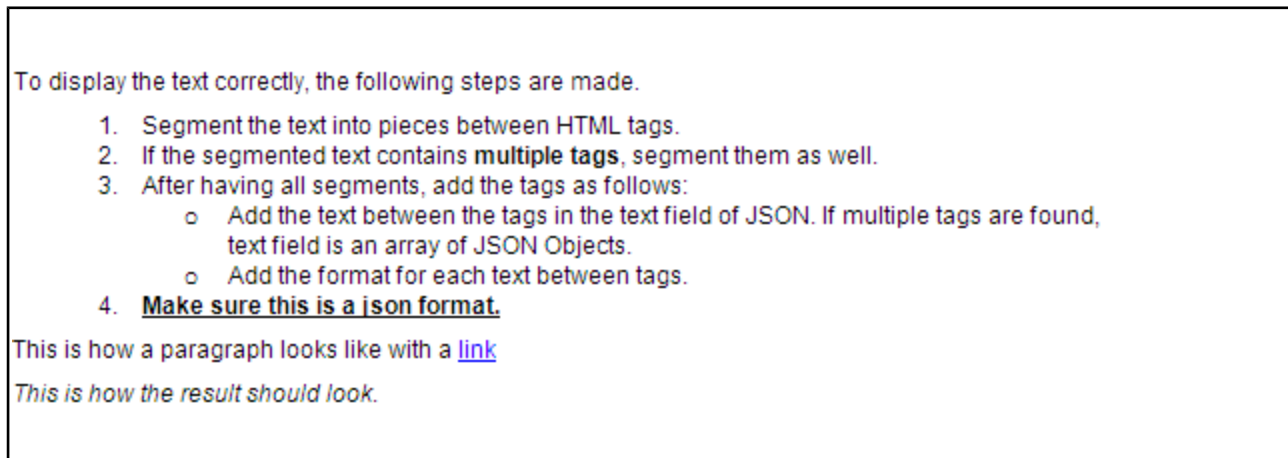 To display the text correctly, the following steps are made.
1. Segment the text into pieces between HTML tags.
2. If the segmented text contains multiple tags, segment them as well.
3. After having all segments, add the tags as follows:
o Add the text between the tags in the text field of JSON. If multiple tags are found,
text field is an array of JSON Objects.
o Add the format for each text between tags.
4. Make sure this is a json format.
This is how a paragraph looks like with a link
This is how the result should look.